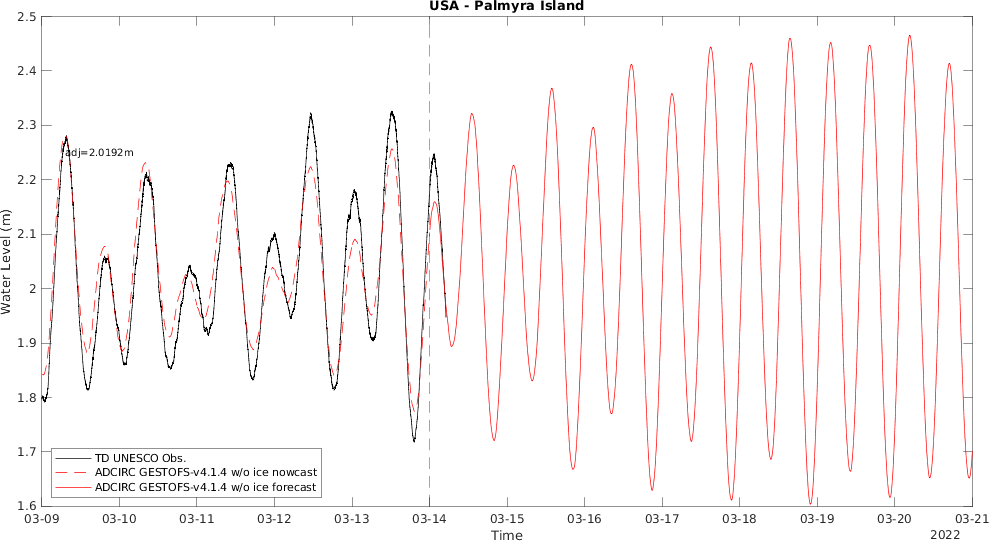 USA - Palmyra Island
2.5
2.4
2.3
2.2
2.1
2
1.9
1.8
1.7
1.6
Water Level (m)
adj=2.0192m
TD UNESCO Obs.
ADCIRC GESTOFS-v4.1.4 w/o ice nowcast
ADCIRC GESTOFS-v4.1.4 w/o ice forecast
03-09 03-10 03-11 03-12 03-13 03-14 03-15 03-16 03-17 03-18 03-19 03-20 03-21
Time
2022